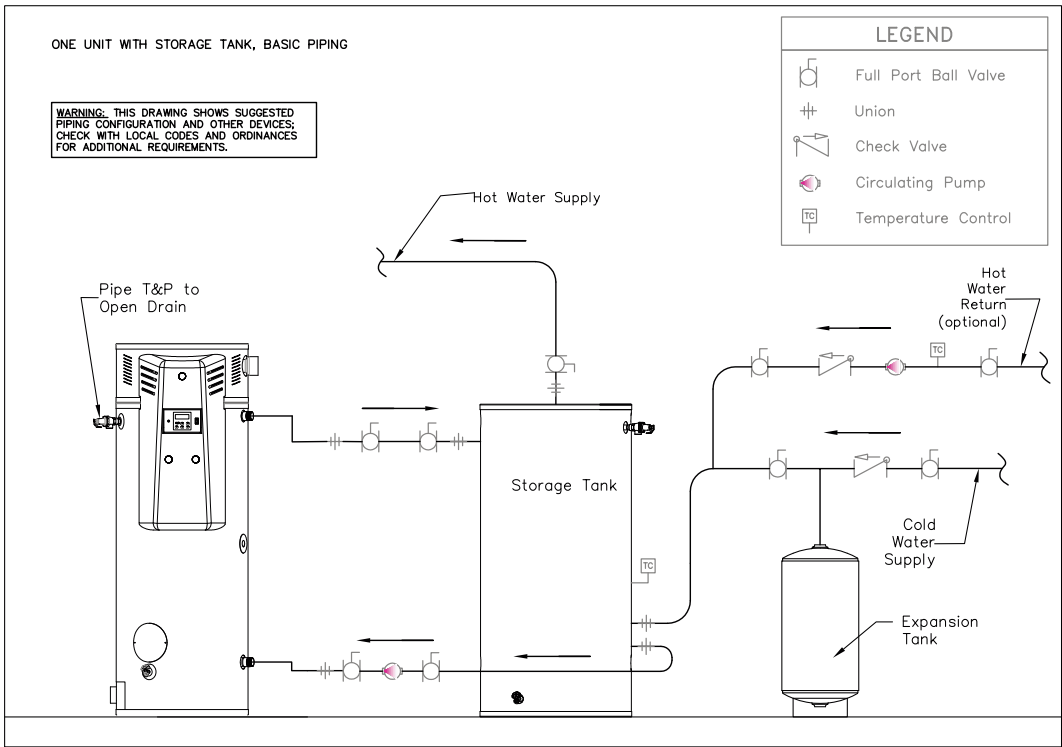 ONE UNIT WITH STORAGE TANK, BASIC PIPING
WARNING: THIS DRAWING SHOWS SUGGESTED
PIPING CONFIGURATION AND OTHER DEVICES;
CHECK WITH LOCAL CODES AND ORDINANCES
FOR ADDITIONAL REQUIREMENTS.
LEGEND
Full Port Ball Valve
Union
Check Valve
Circulating Pump
TC
Temperature Control
Hot Water Supply
Pipe T&P to
Open Drain
Hot
Water
Return
(optional)
TC
Storage Tank
Cold
Water
Supply
TC
Expansion
Tank